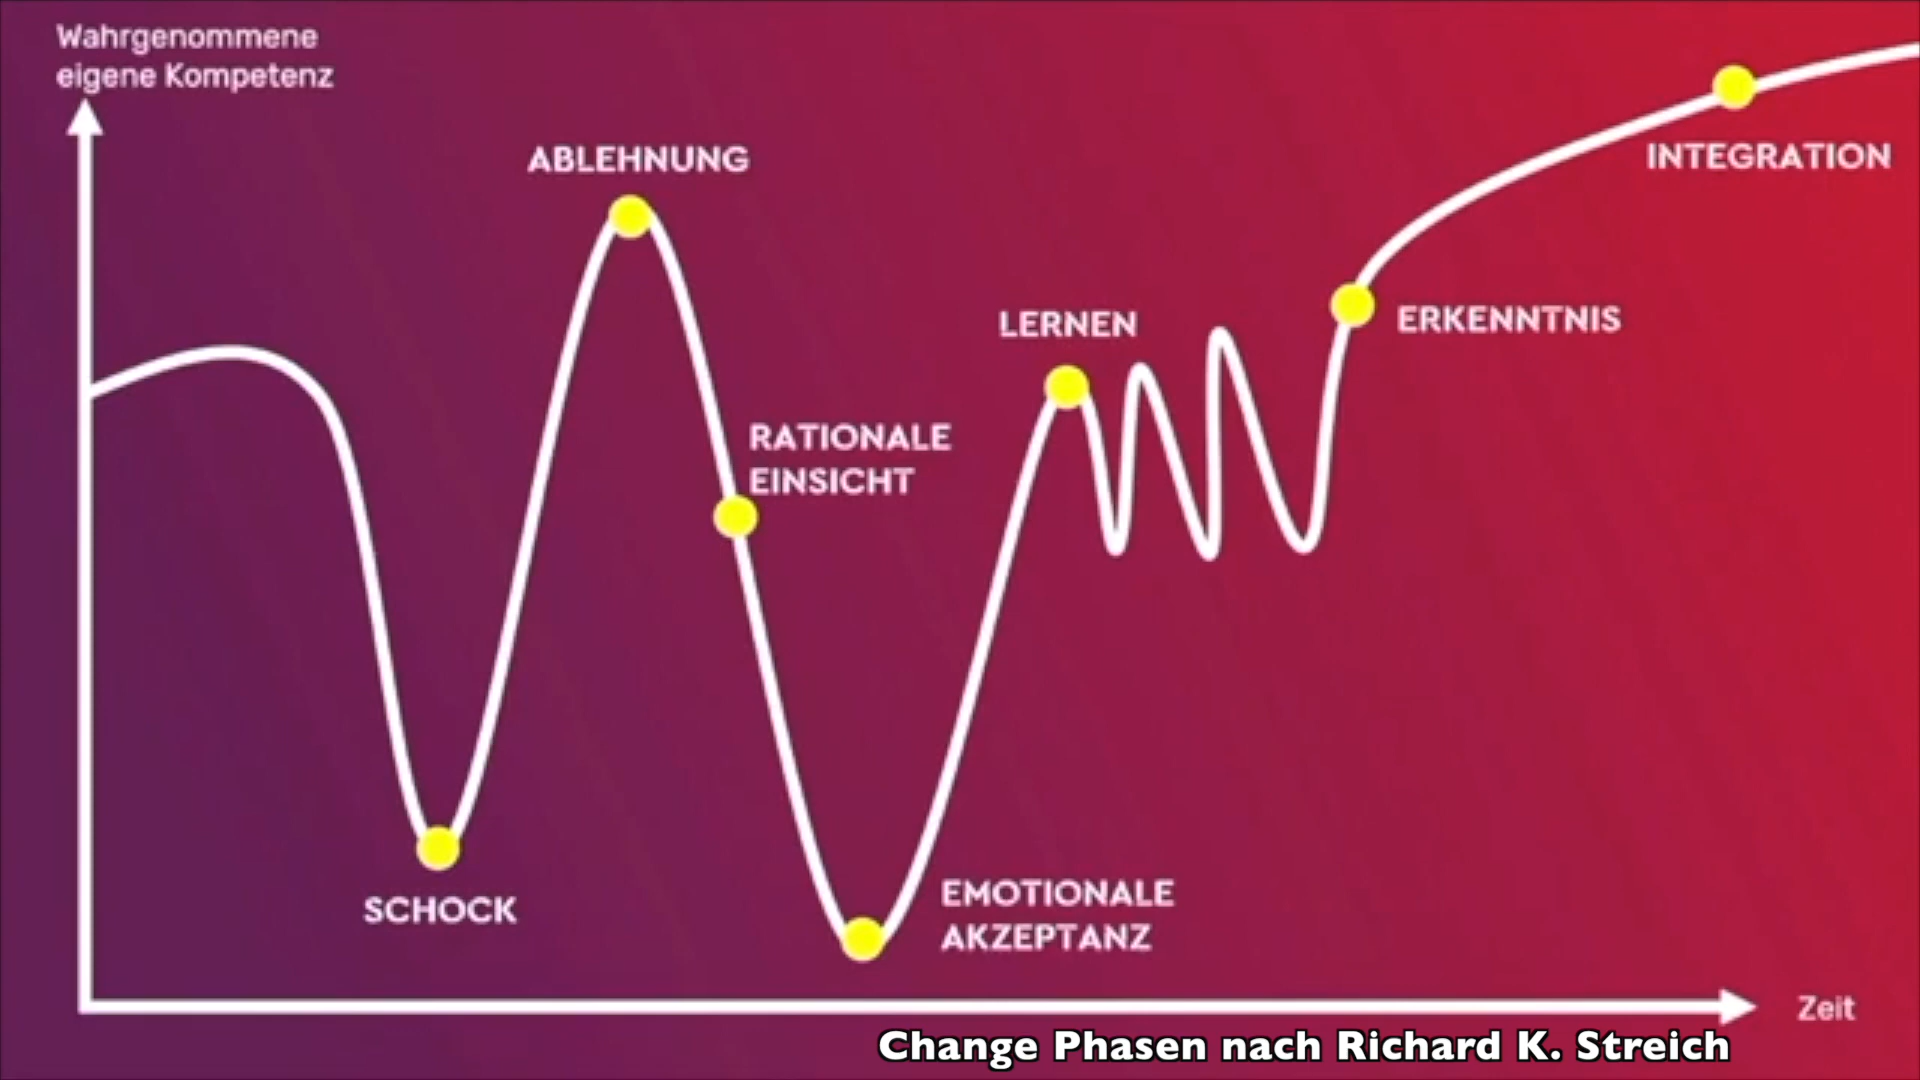 Wahrgenommene
eigene Kompetenz
ABLEHNUNG
INTEGRATION
LERNEN
ERKENNTNIS
RATIONALE
EINSICHT
SCHOCK
EMOTIONALE
AKZEPTANZ
Zeit
Change Phasen nach Richard K. Streich